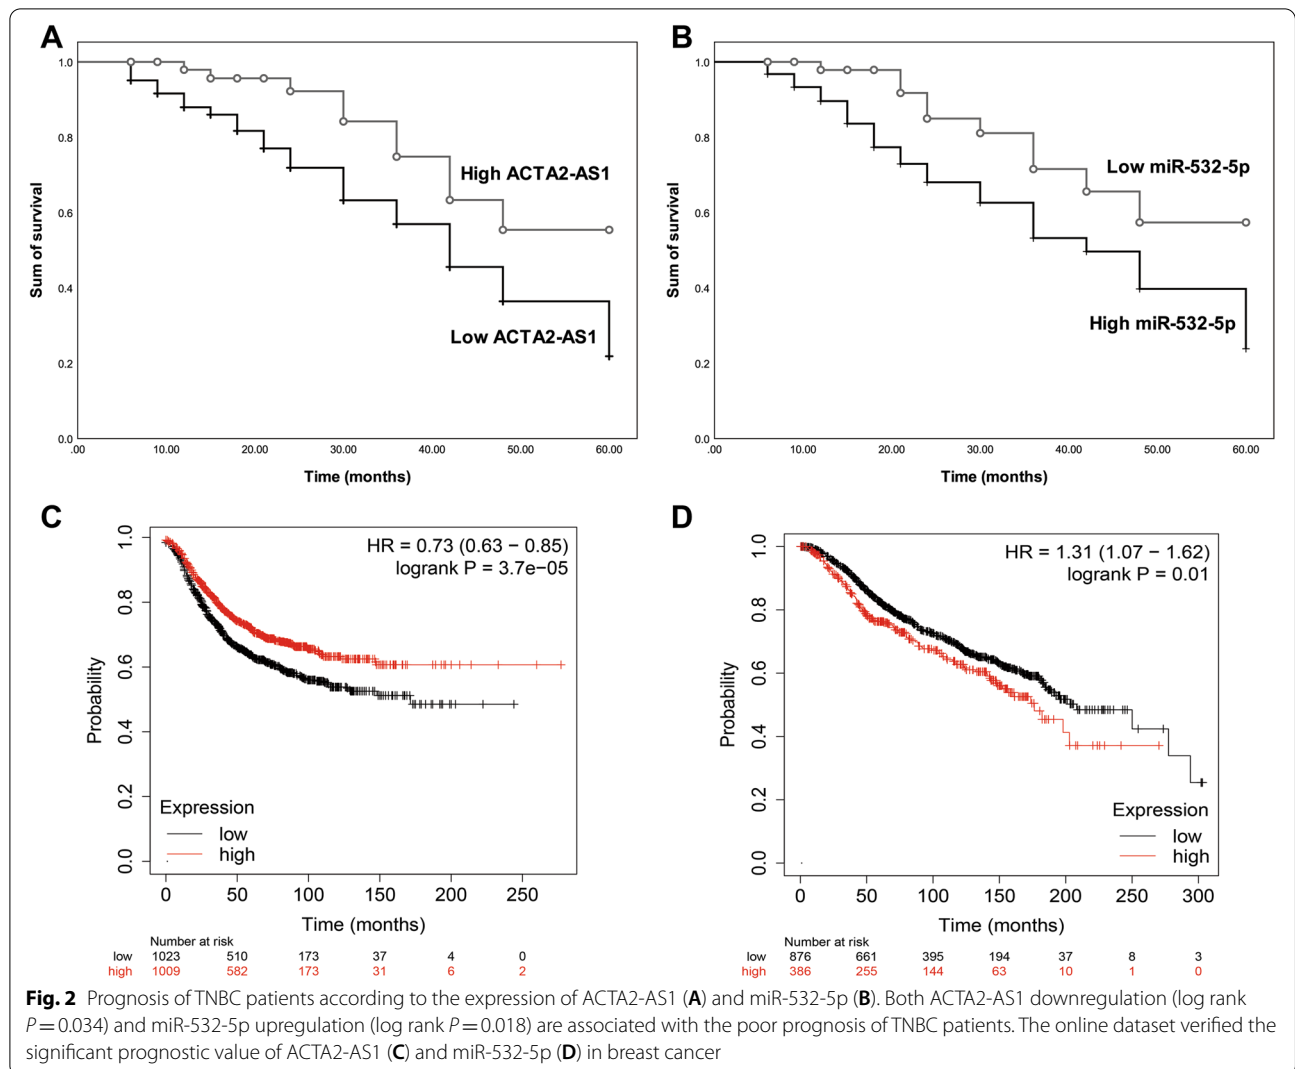 A
1.0
0.8
0.6
0.4
0.2
0.0
Sum of survival
High ACTA2-AS1
Low ACTA2-AS1
.00 10.00 20.00 30.00 40.00 50.00 60.00
Time (months)
B
1.0
0.8
0.6
0.4
0.2
0.0
Sum of survival
Low miR-532-5p
High miR-532-5p
.00 10.00 20.00 30.00 40.00 50.00 60.00
Time (months)
C
HR = 0.73 (0.63 − 0.85)
logrank P = 3.7e−05
1.0
0.8
0.6
0.4
0.2
0.0
Probability
Expression
low
high
0 50 100 150 200 250
Time (months)
Number at risk
low 1023 510 173 37 4 0
high 1009 582 173 31 6 2
D
HR = 1.31 (1.07 − 1.62)
logrank P = 0.01
1.0
0.8
0.6
0.4
0.2
0.0
Probability
Expression
low
high
0 50 100 150 200 250 300
Time (months)
Number at risk
low 876 661 395 194 37 8 3
high 386 255 144 63 10 1 0
Fig. 2 Prognosis of TNBC patients according to the expression of ACTA2-AS1 (A) and miR-532-5p (B). Both ACTA2-AS1 downregulation (log rank
P = 0.034) and miR-532-5p upregulation (log rank P = 0.018) are associated with the poor prognosis of TNBC patients. The online dataset verified the
significant prognostic value of ACTA2-AS1 (C) and miR-532-5p (D) in breast cancer